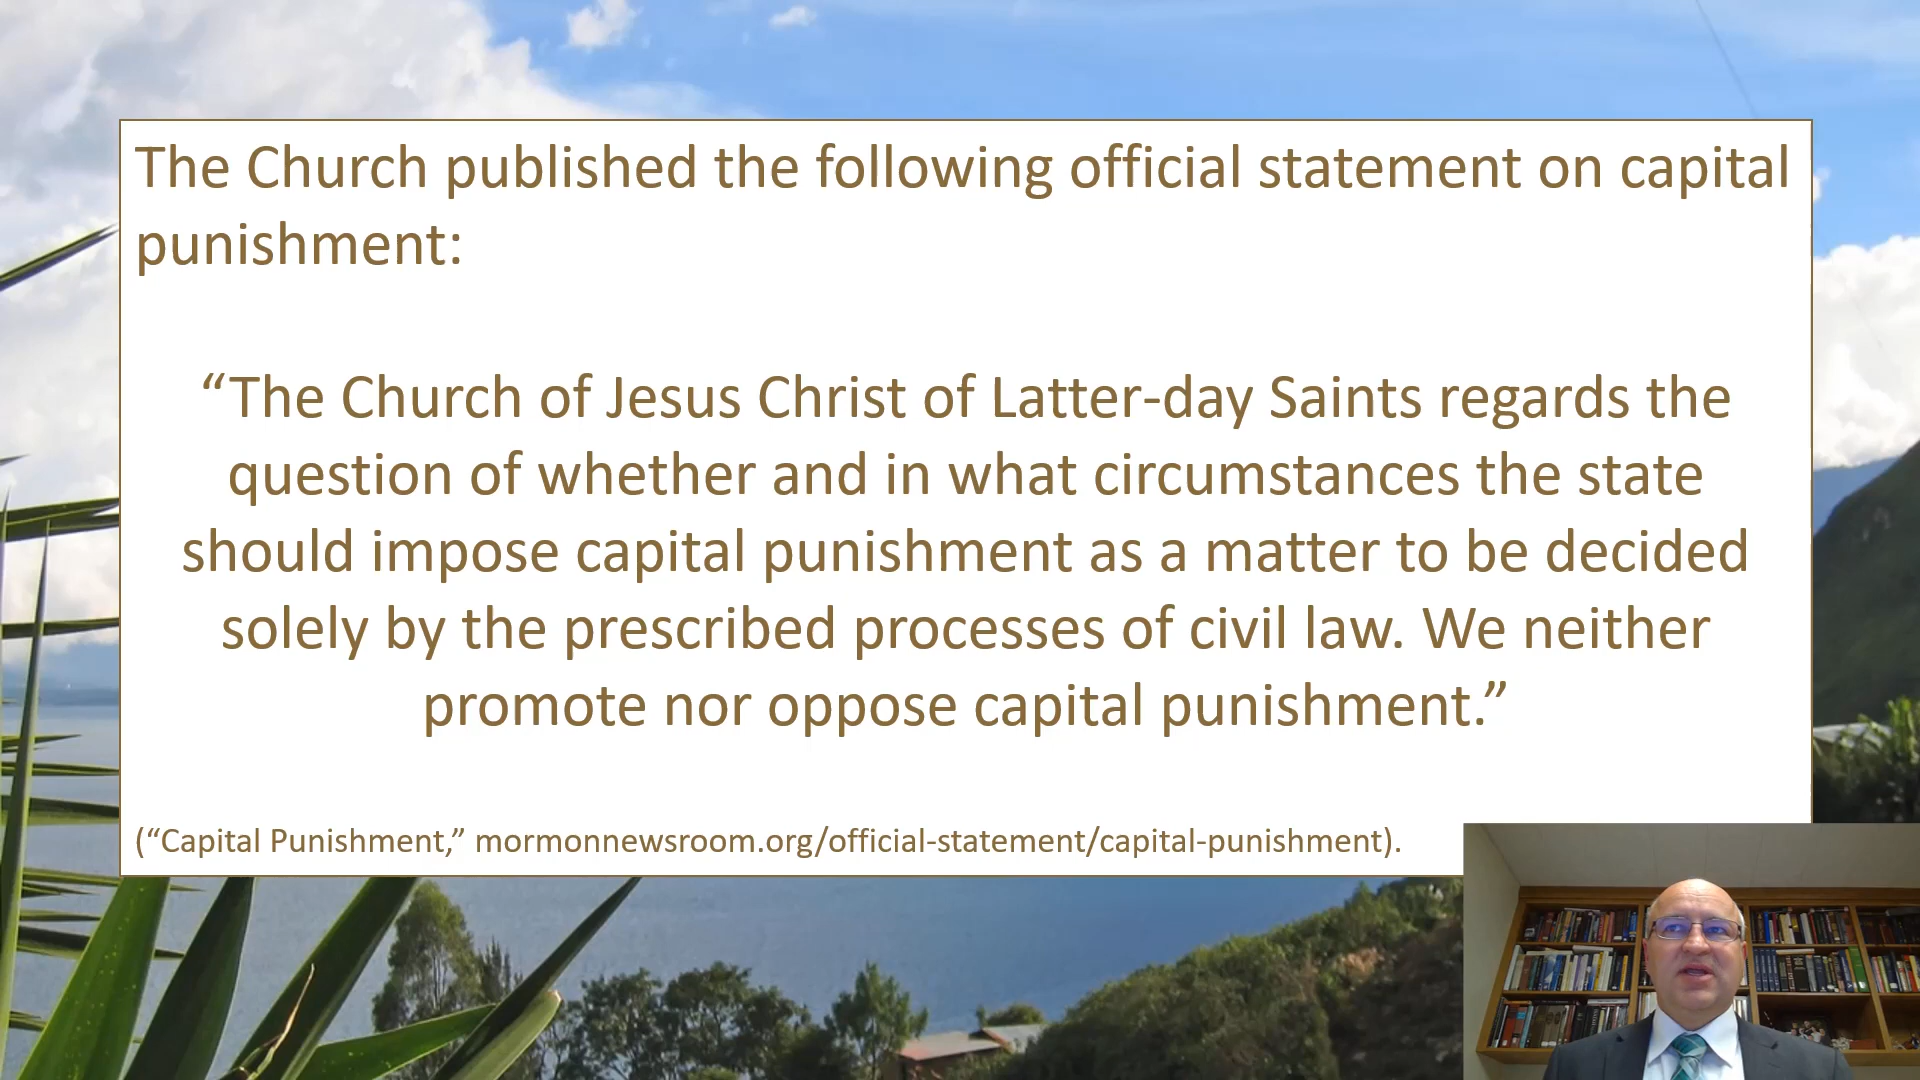 The Church published the following official statement on capital
punishment:
“The Church of Jesus Christ of Latter-day Saints regards the
question of whether and in what circumstances the state
should impose capital punishment as a matter to be decided
solely by the prescribed processes of civil law. We neither
promote nor oppose capital punishment.”
(“Capital Punishment,” mormonnewsroom.org/official-statement/capital-punishment).